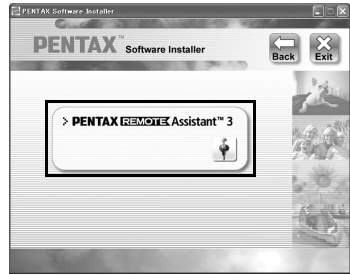 PENTAX Software Installer
PENTAX™ Software Installer
Back
Exit
> PENTAX REMOTE Assistant™ 3